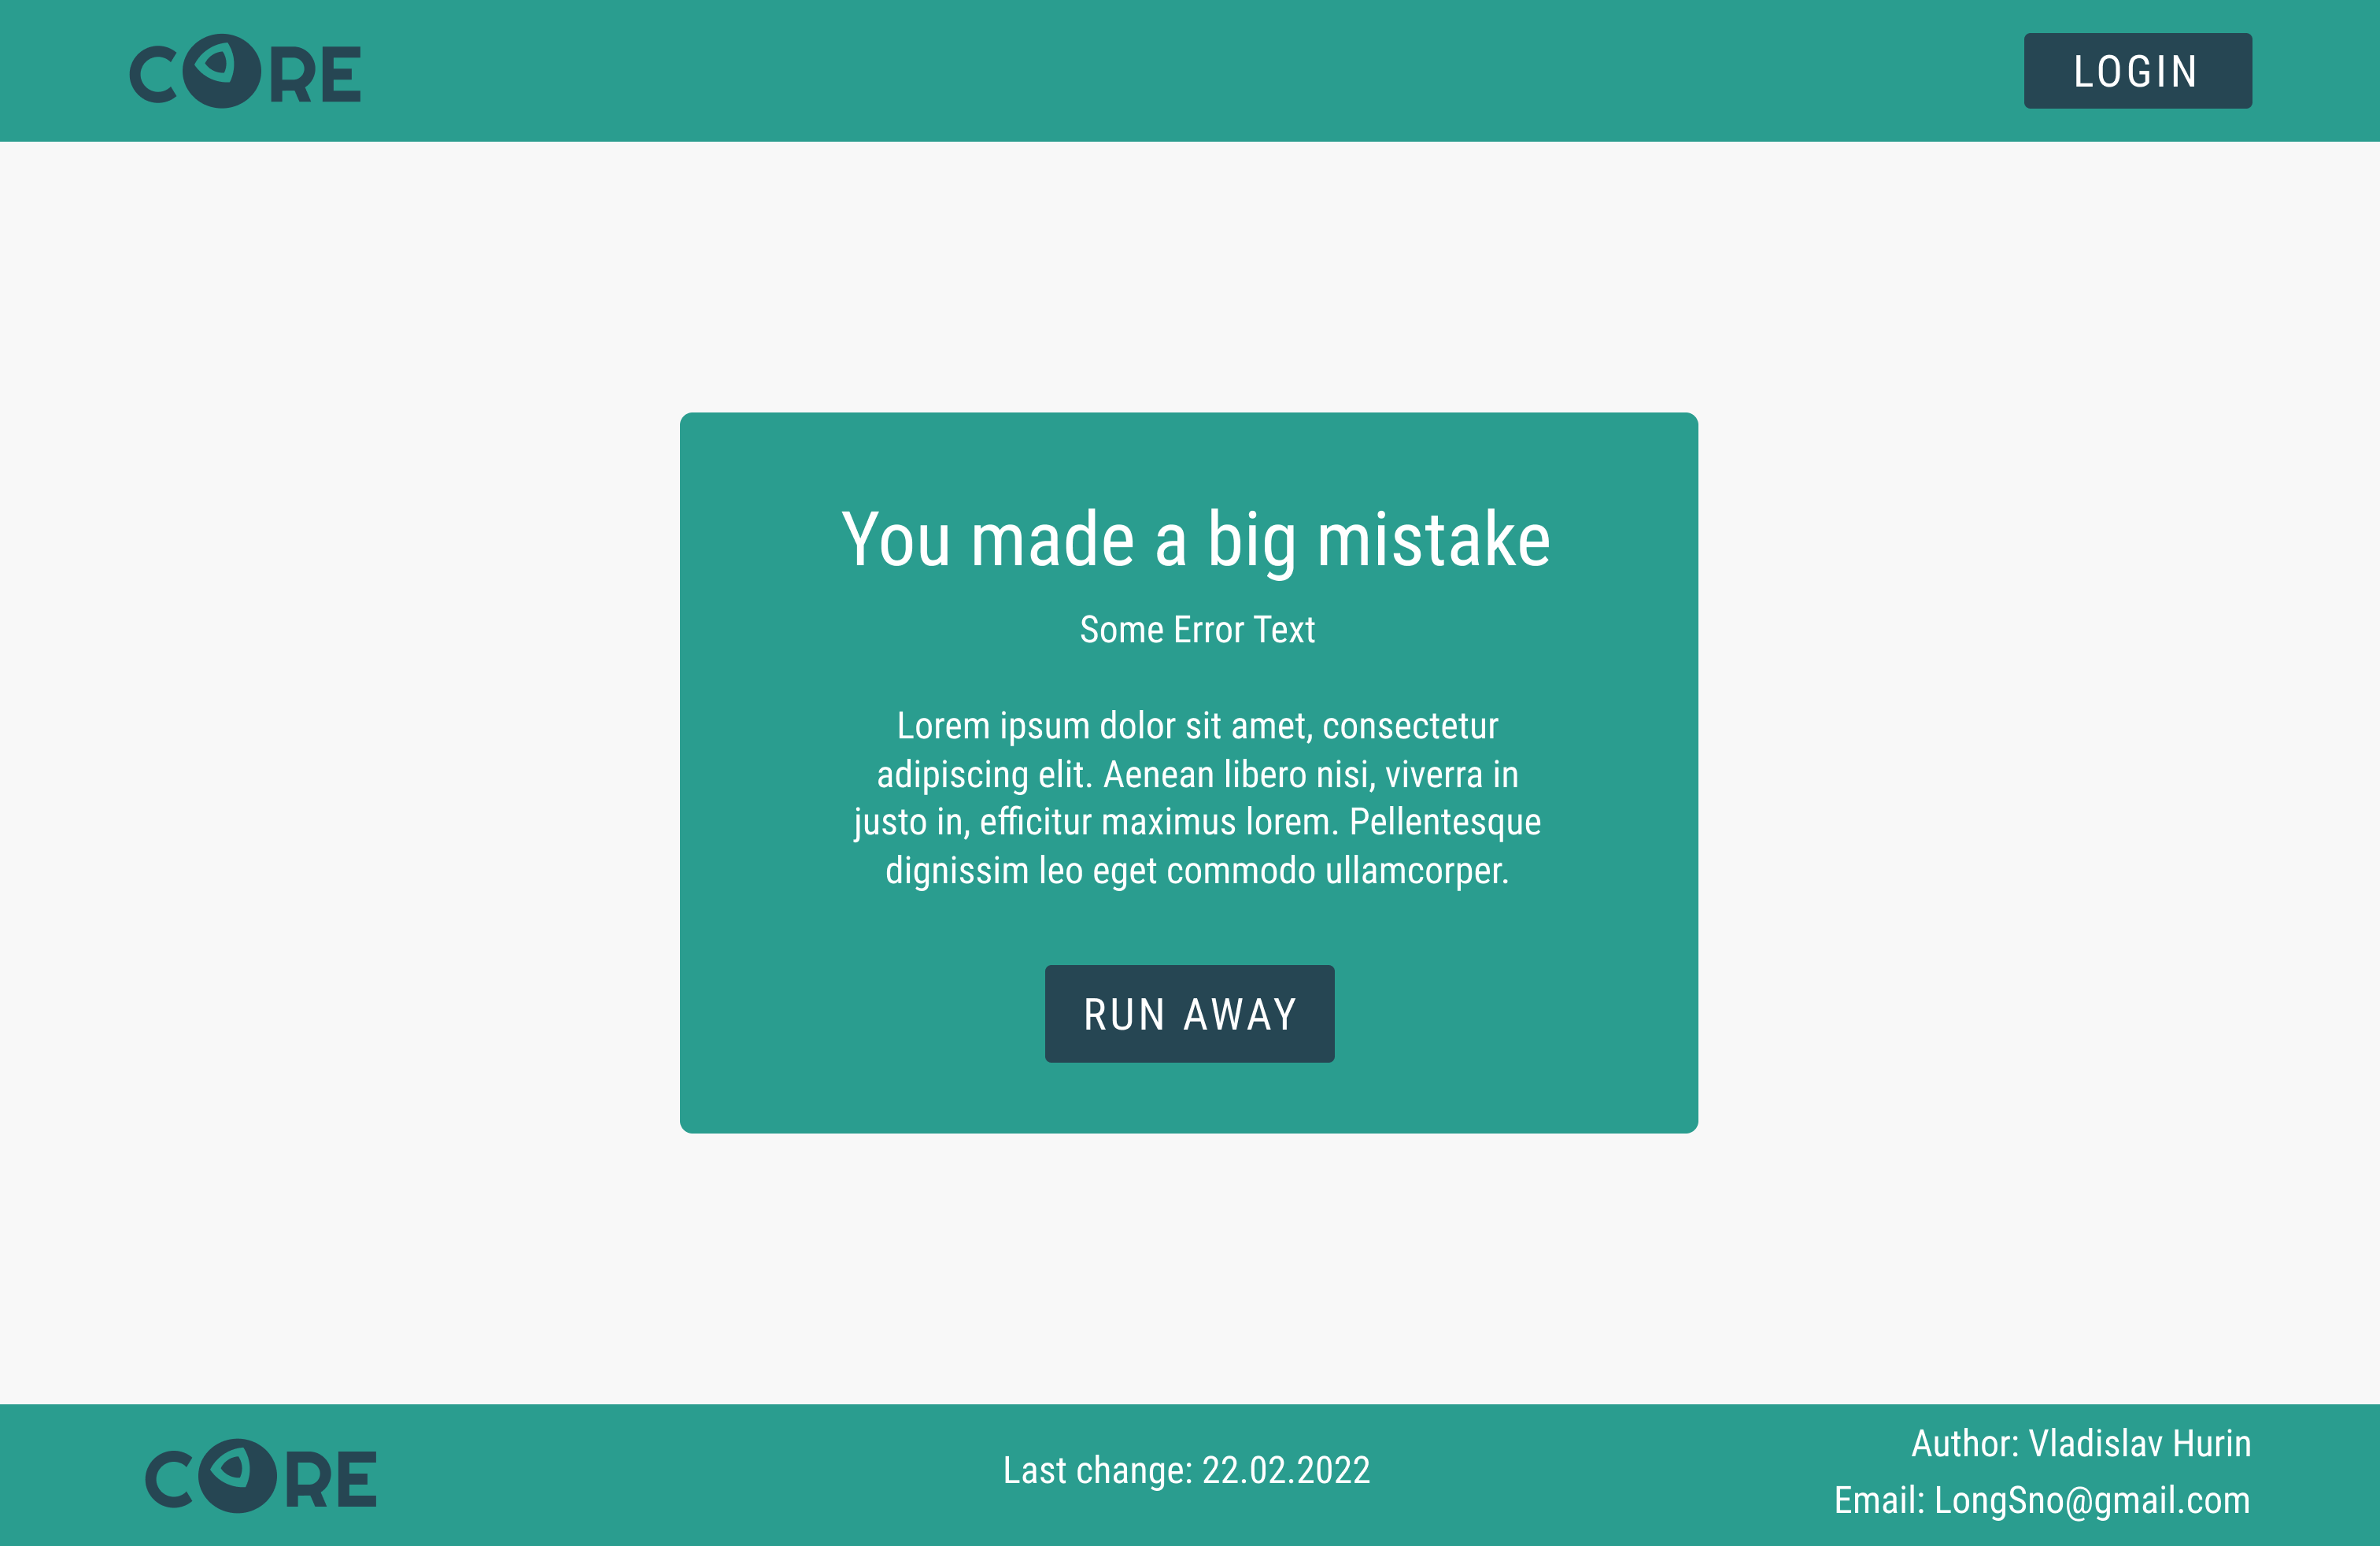 CORE
LOGIN
You made a big mistake
Some Error Text
Lorem ipsum dolor sit amet, consectetur
adipiscing elit. Aenean libero nisi, viverra in
justo in, efficitur maximus lorem. Pellentesque
dignissim leo eget commodo ullamcorper.
RUN AWAY
CORE
Last change: 22.02.2022
Author: Vladislav Hurin
Email: LongSno@gmail.com